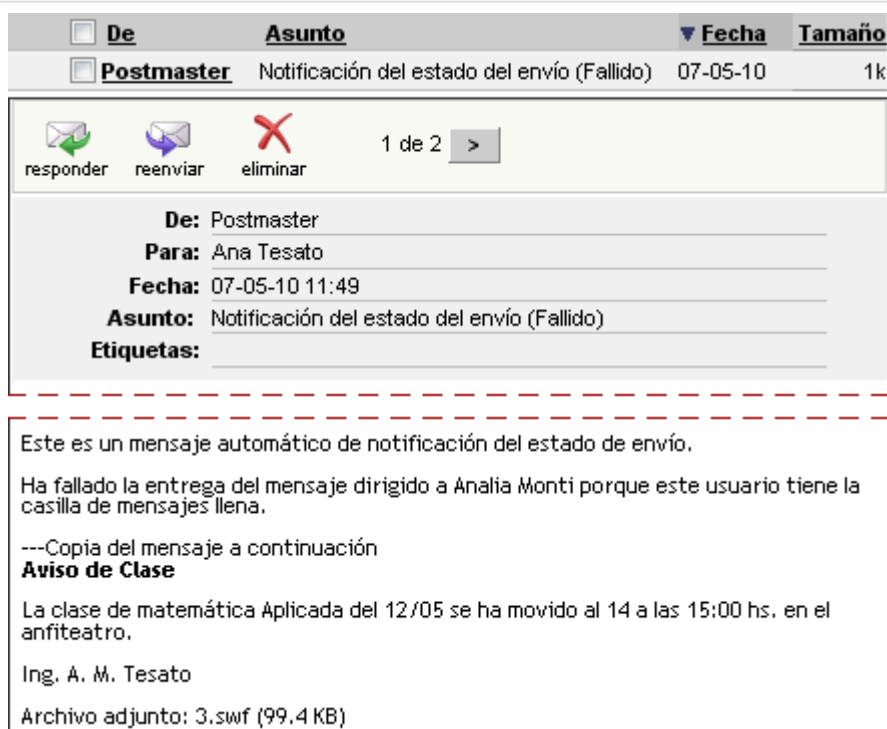 De Asunto ▼ Fecha Tamaño
Postmaster Notificación del estado del envío (Fallido) 07-05-10 1k
responder reenviar eliminar 1 de 2 >
De: Postmaster
Para: Ana Tesato
Fecha: 07-05-10 11:49
Asunto: Notificación del estado del envío (Fallido)
Etiquetas:
Este es un mensaje automático de notificación del estado de envío.
Ha fallado la entrega del mensaje dirigido a Analia Monti porque este usuario tiene la
casilla de mensajes llena.
---Copia del mensaje a continuación
Aviso de Clase
La clase de matemática Aplicada del 12/05 se ha movido al 14 a las 15:00 hs. en el
anfiteatro.
Ing. A. M. Tesato
Archivo adjunto: 3.swf (99.4 KB)